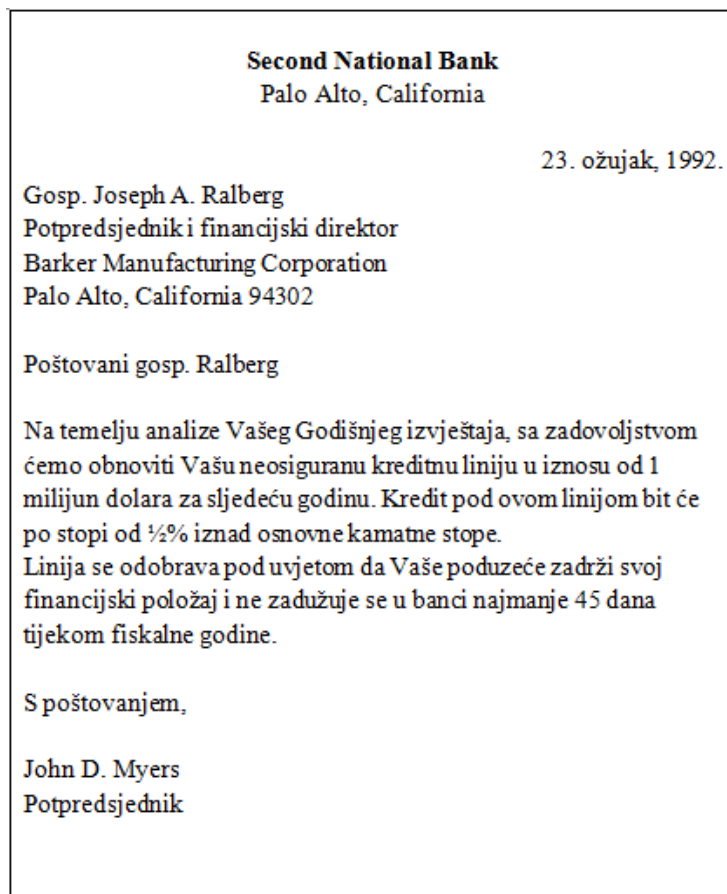 Second National Bank
Palo Alto, California
23. ožujak, 1992.
Gosp. Joseph A. Ralberg
Potpredsjednik i financijski direktor
Barker Manufacturing Corporation
Palo Alto, California 94302
Poštovani gosp. Ralberg
Na temelju analize Vašeg Godišnjeg izvještaja, sa zadovoljstvom
ćemo obnoviti Vašu neosiguranu kreditnu liniju u iznosu od 1
milijun dolara za sljedeću godinu. Kredit pod ovom linijom bit će
po stopi od ½% iznad osnovne kamatne stope.
Linija se odobrava pod uvjetom da Vaše poduzeće zadrži svoj
financijski položaj i ne zadužuje se u banci najmanje 45 dana
tijekom fiskalne godine.
S poštovanjem,
John D. Myers
Potpredsjednik